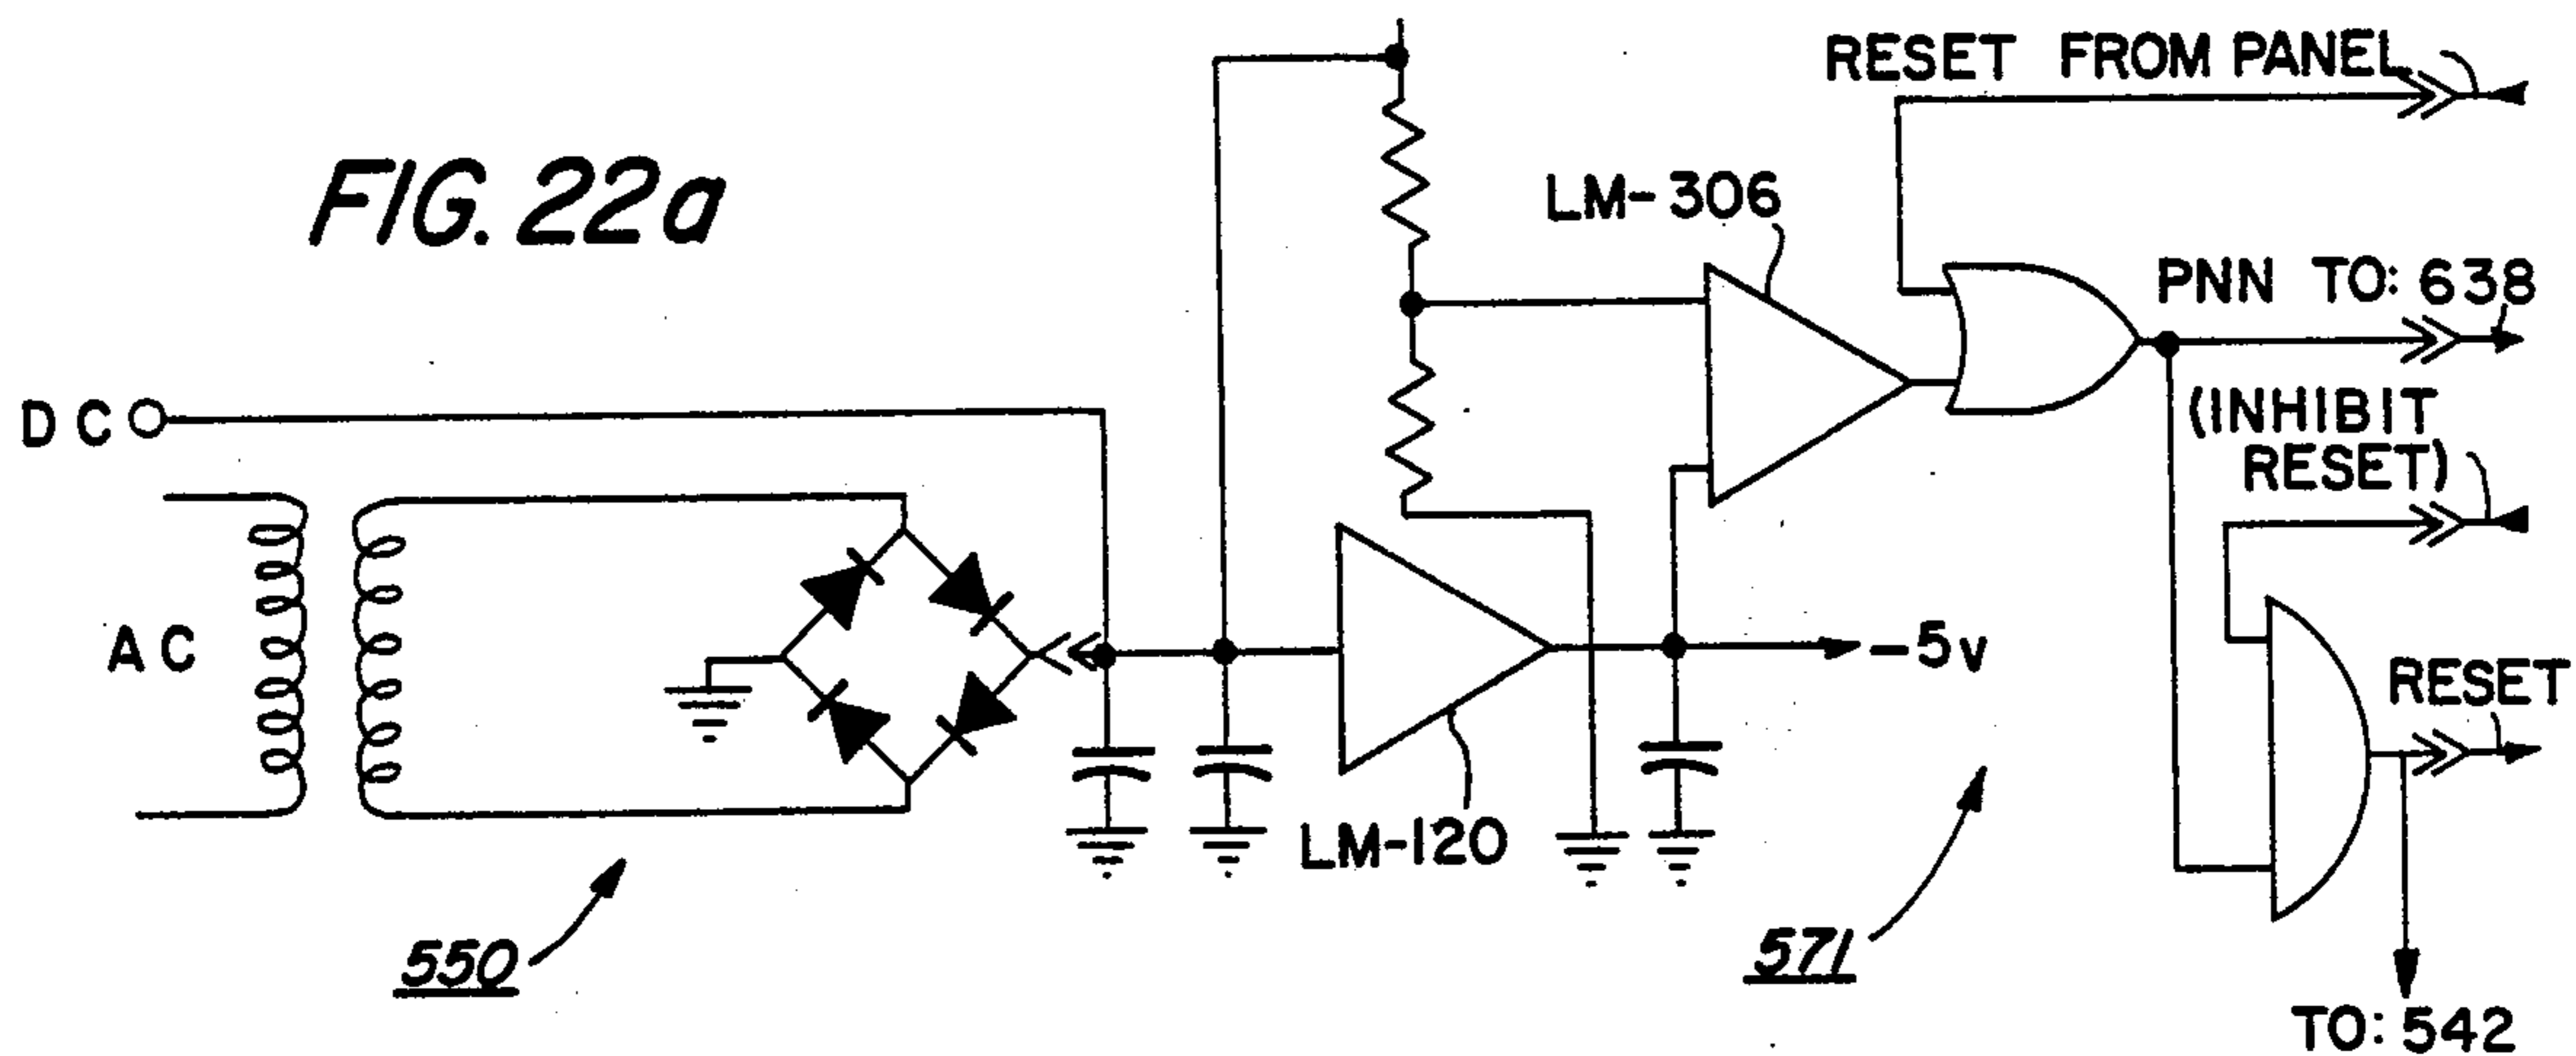 FIG. 22a
RESET FROM PANEL
LM-306
PNN TO: 638
DC
(INHIBIT
RESET)
AC
-5v
RESET
LM-120
550
571
TO: 542